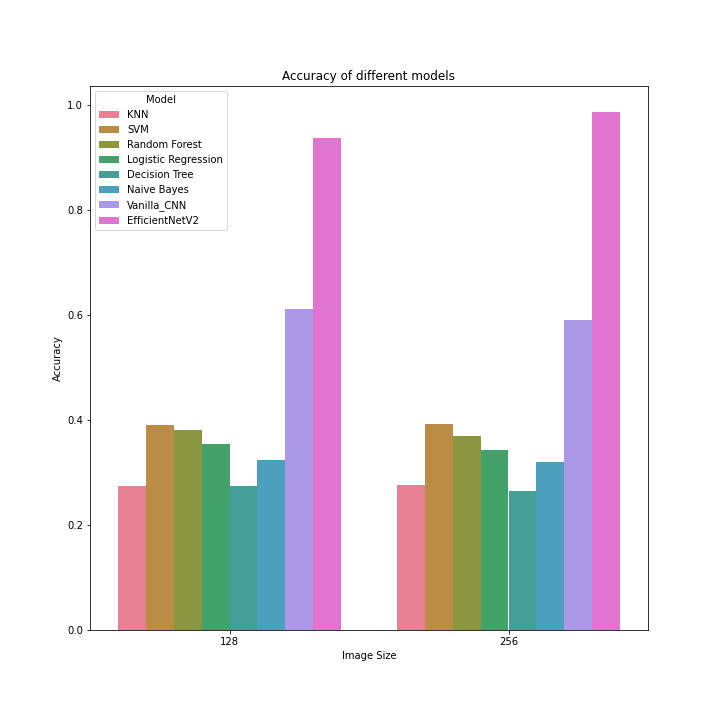 Accuracy of different models
Model
KNN
SVM
Random Forest
Logistic Regression
Decision Tree
Naive Bayes
Vanilla_CNN
EfficientNetV2
Accuracy
1.0
0.8
0.6
0.4
0.2
0.0
128
256
Image Size